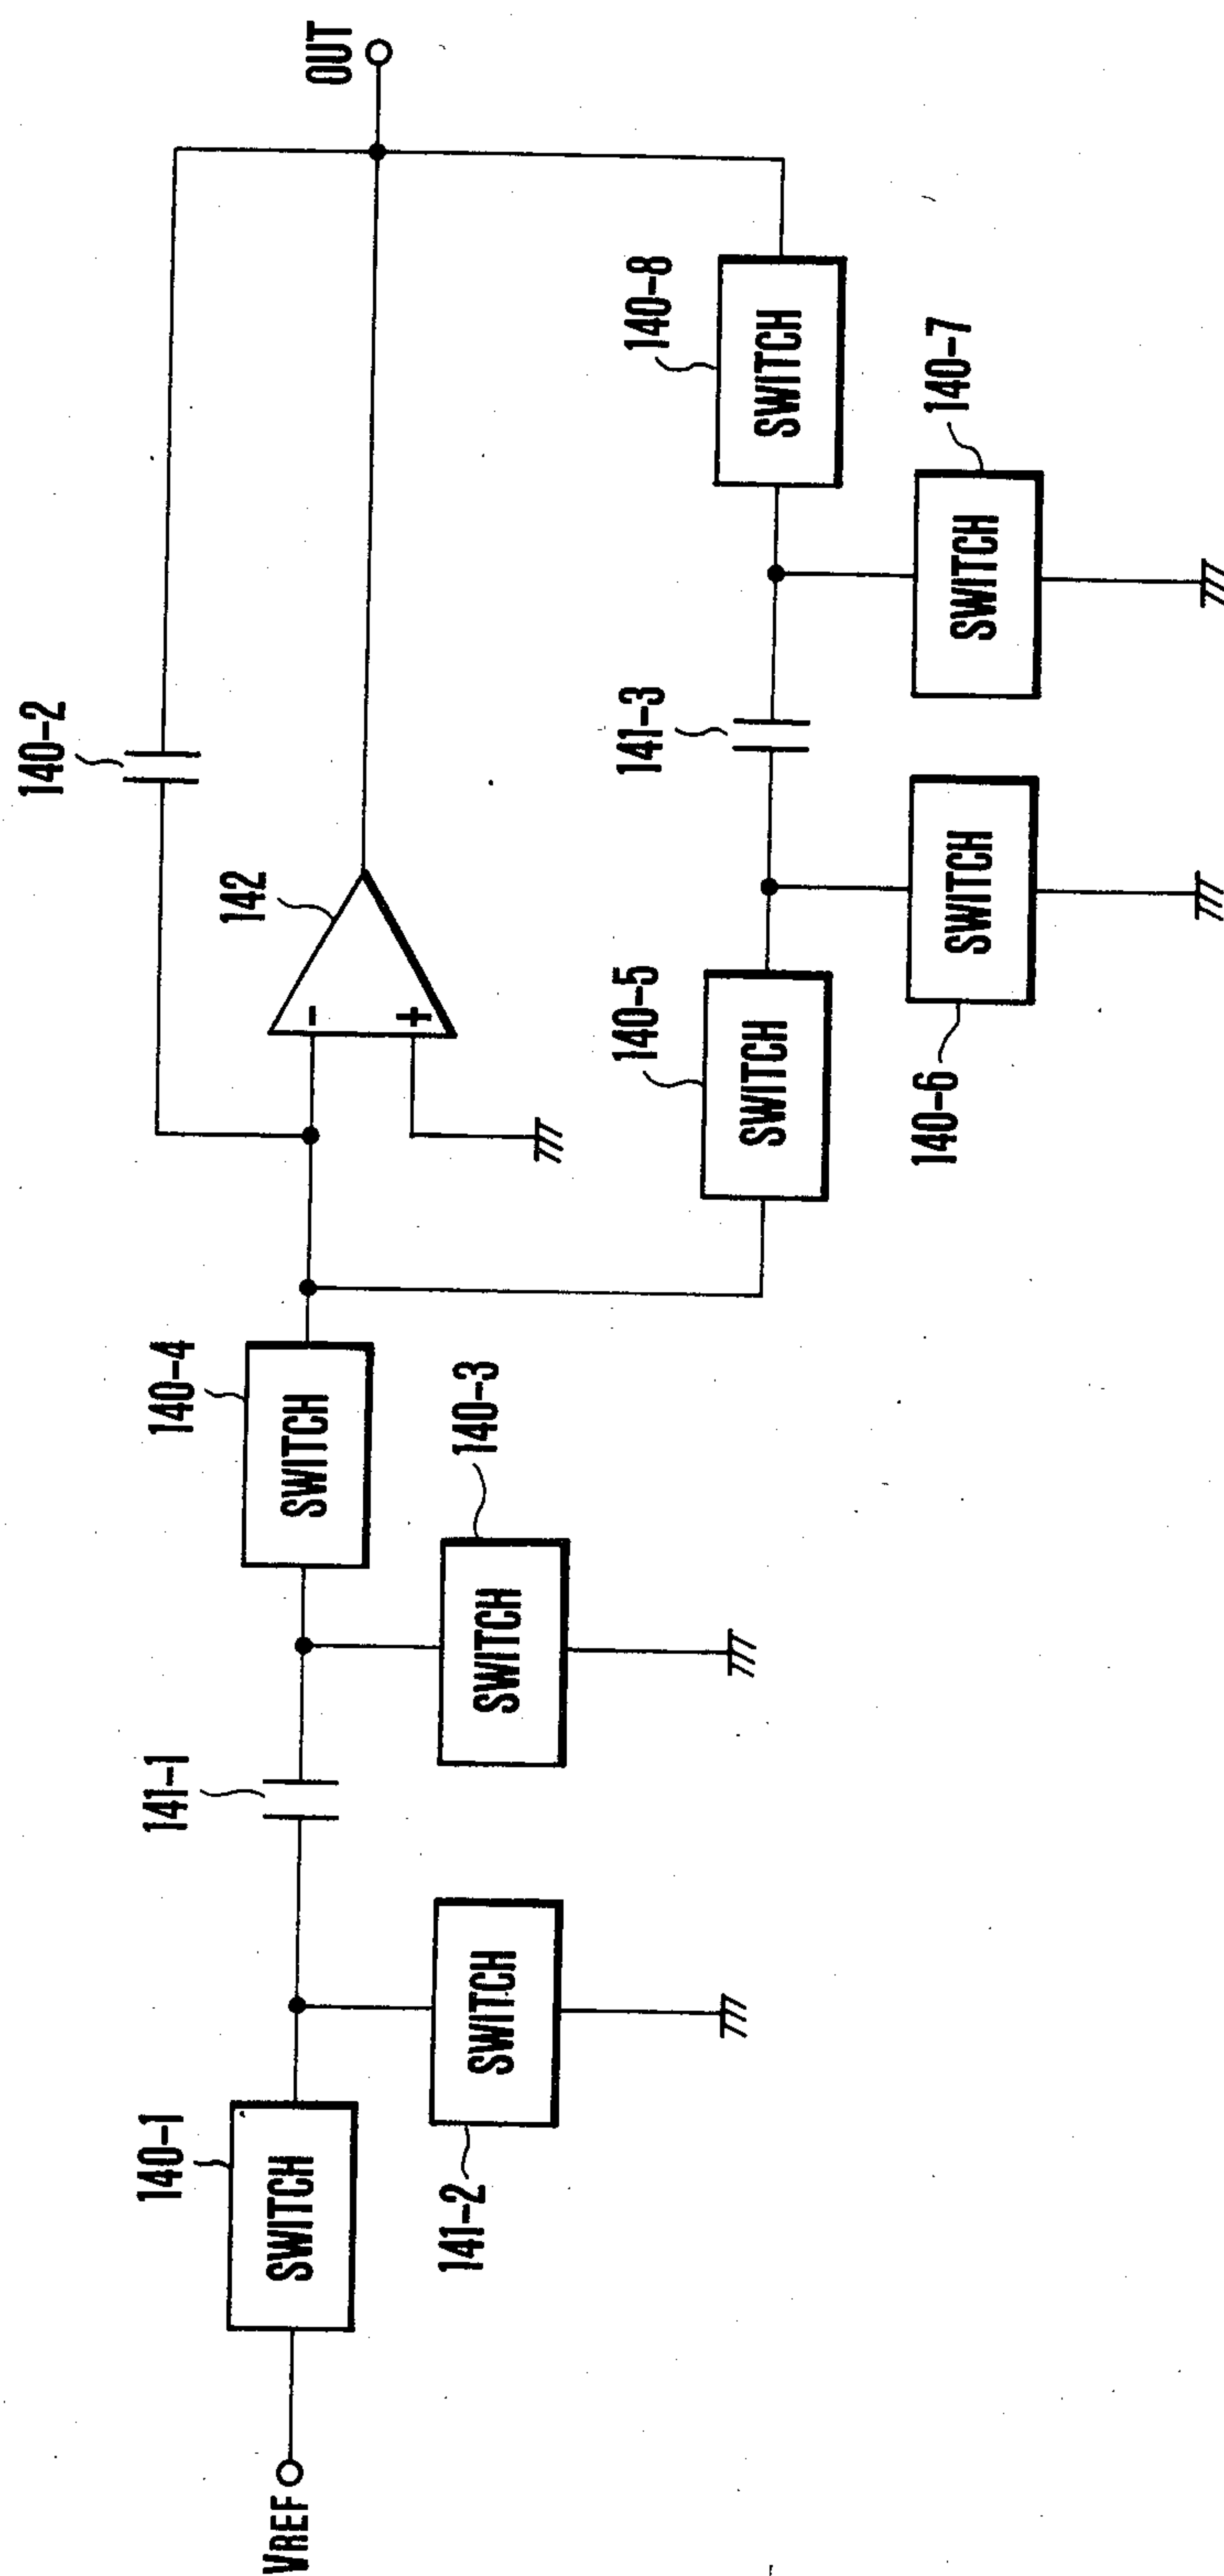 140-2
OUT
142
-
+
140-1
SWITCH
141-1
140-4
SWITCH
VREF
141-2
SWITCH
140-3
SWITCH
140-5
SWITCH
141-3
140-8
SWITCH
140-6
SWITCH
SWITCH
140-7